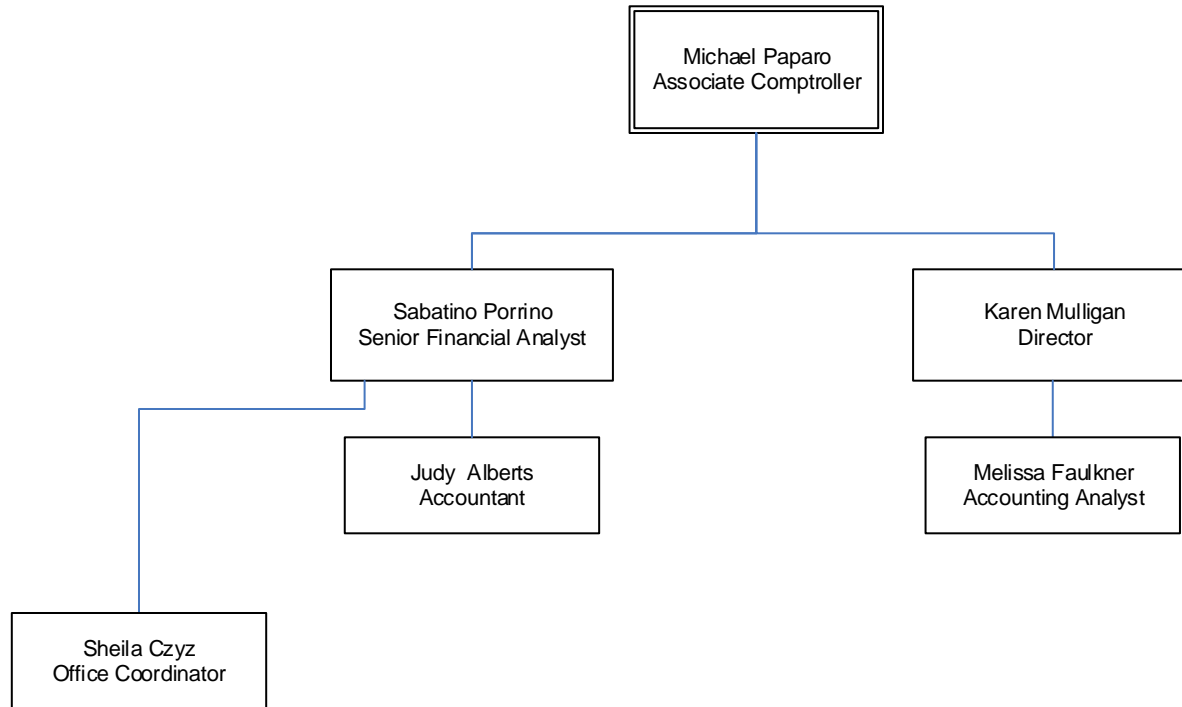 Michael Paparo
Associate Comptroller
Sabatino Porrino
Senior Financial Analyst
Karen Mulligan
Director
Judy Alberts
Accountant
Melissa Faulkner
Accounting Analyst
Sheila Czyz
Office Coordinator